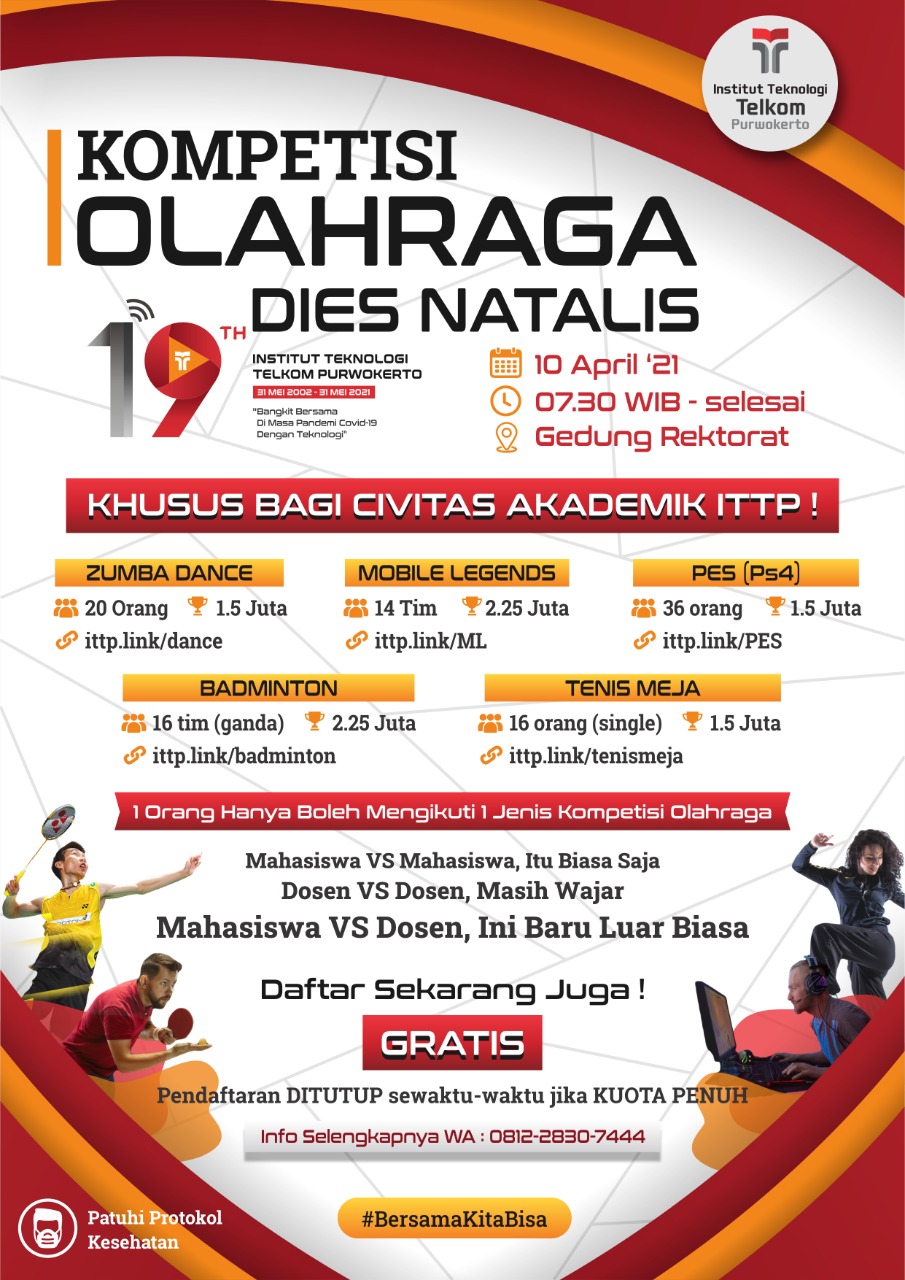 Institut Teknologi
Telkom
Purwokerto
KOMPETISI
OLAHRAGA
DIES NATALIS
19TH
INSTITUT TEKNOLOGI
TELKOM PURWOKERTO
31 MEI 2002 - 31 MEI 2021
"Bangkit Bersama
Di Masa Pandemi Covid-19
Dengan Teknologi"
10 April ‘21
07.30 WIB - selesai
Gedung Rektorat
KHUSUS BAGI CIVITAS AKADEMIK ITTP !
ZUMBA DANCE
20 Orang 1.5 Juta
ittp.link/dance
MOBILE LEGENDS
14 Tim 2.25 Juta
ittp.link/ML
PES (Ps4)
36 orang 1.5 Juta
ittp.link/PES
BADMINTON
16 tim (ganda) 2.25 Juta
ittp.link/badminton
TENIS MEJA
16 orang (single) 1.5 Juta
ittp.link/tenismeja
1 Orang Hanya Boleh Mengikuti 1 Jenis Kompetisi Olahraga
Mahasiswa VS Mahasiswa, Itu Biasa Saja
Dosen VS Dosen, Masih Wajar
Mahasiswa VS Dosen, Ini Baru Luar Biasa
Daftar Sekarang Juga !
GRATIS
Pendaftaran DITUTUP sewaktu-waktu jika KUOTA PENUH
Info Selengkapnya WA : 0812-2830-7444
Patuhi Protokol
Kesehatan
#BersamaKitaBisa